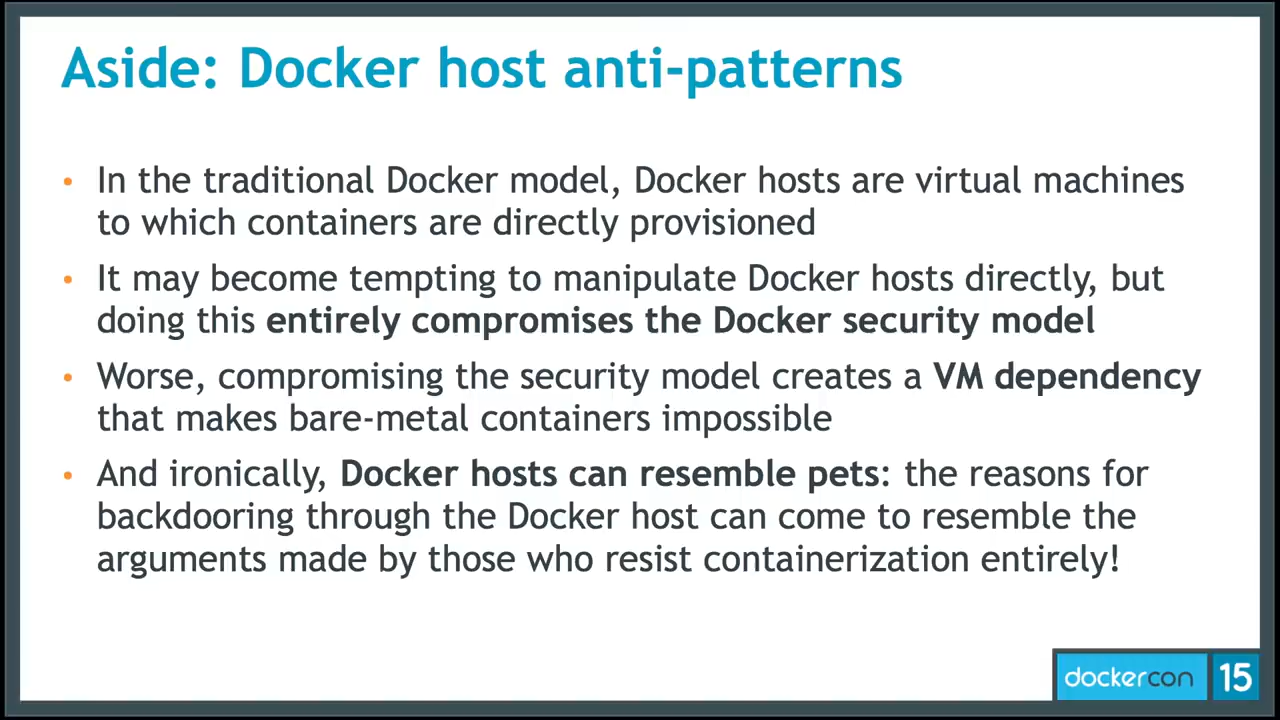 Aside: Docker host anti-patterns
• In the traditional Docker model, Docker hosts are virtual machines
to which containers are directly provisioned
• It may become tempting to manipulate Docker hosts directly, but
doing this entirely compromises the Docker security model
• Worse, compromising the security model creates a VM dependency
that makes bare-metal containers impossible
• And ironically, Docker hosts can resemble pets: the reasons for
backdooring through the Docker host can come to resemble the
arguments made by those who resist containerization entirely!
dockercon 15